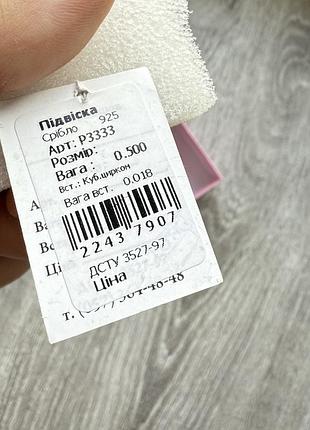 Підвіска
Срібло 925
Арт: P3333
Розмір:
Вага : 0.500
Вст.: Куб.циркон
Вага вст. 0.018
2243 7907
ДСТУ 3527-97
Ціна